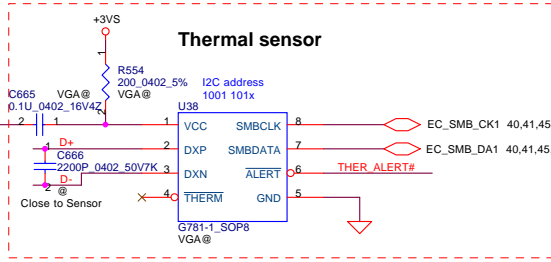 +3VS
Thermal sensor
1
R554
200_0402_5%
VGA@
2
I2C address
1001 101x
C665
0.1U_0402_16V4Z
VGA@
2 1
U38
1 VCC SMBCLK 8 EC_SMB_CK1 40,41,45
D+
1
2 DXP SMBDATA 7 EC_SMB_DA1 40,41,45
C666
2200P_0402_50V7K
3 DXN ALERT 6 THER_ALERT#
D-
2 @
Close to Sensor
4 THERM GND 5
G781-1_SOP8
VGA@